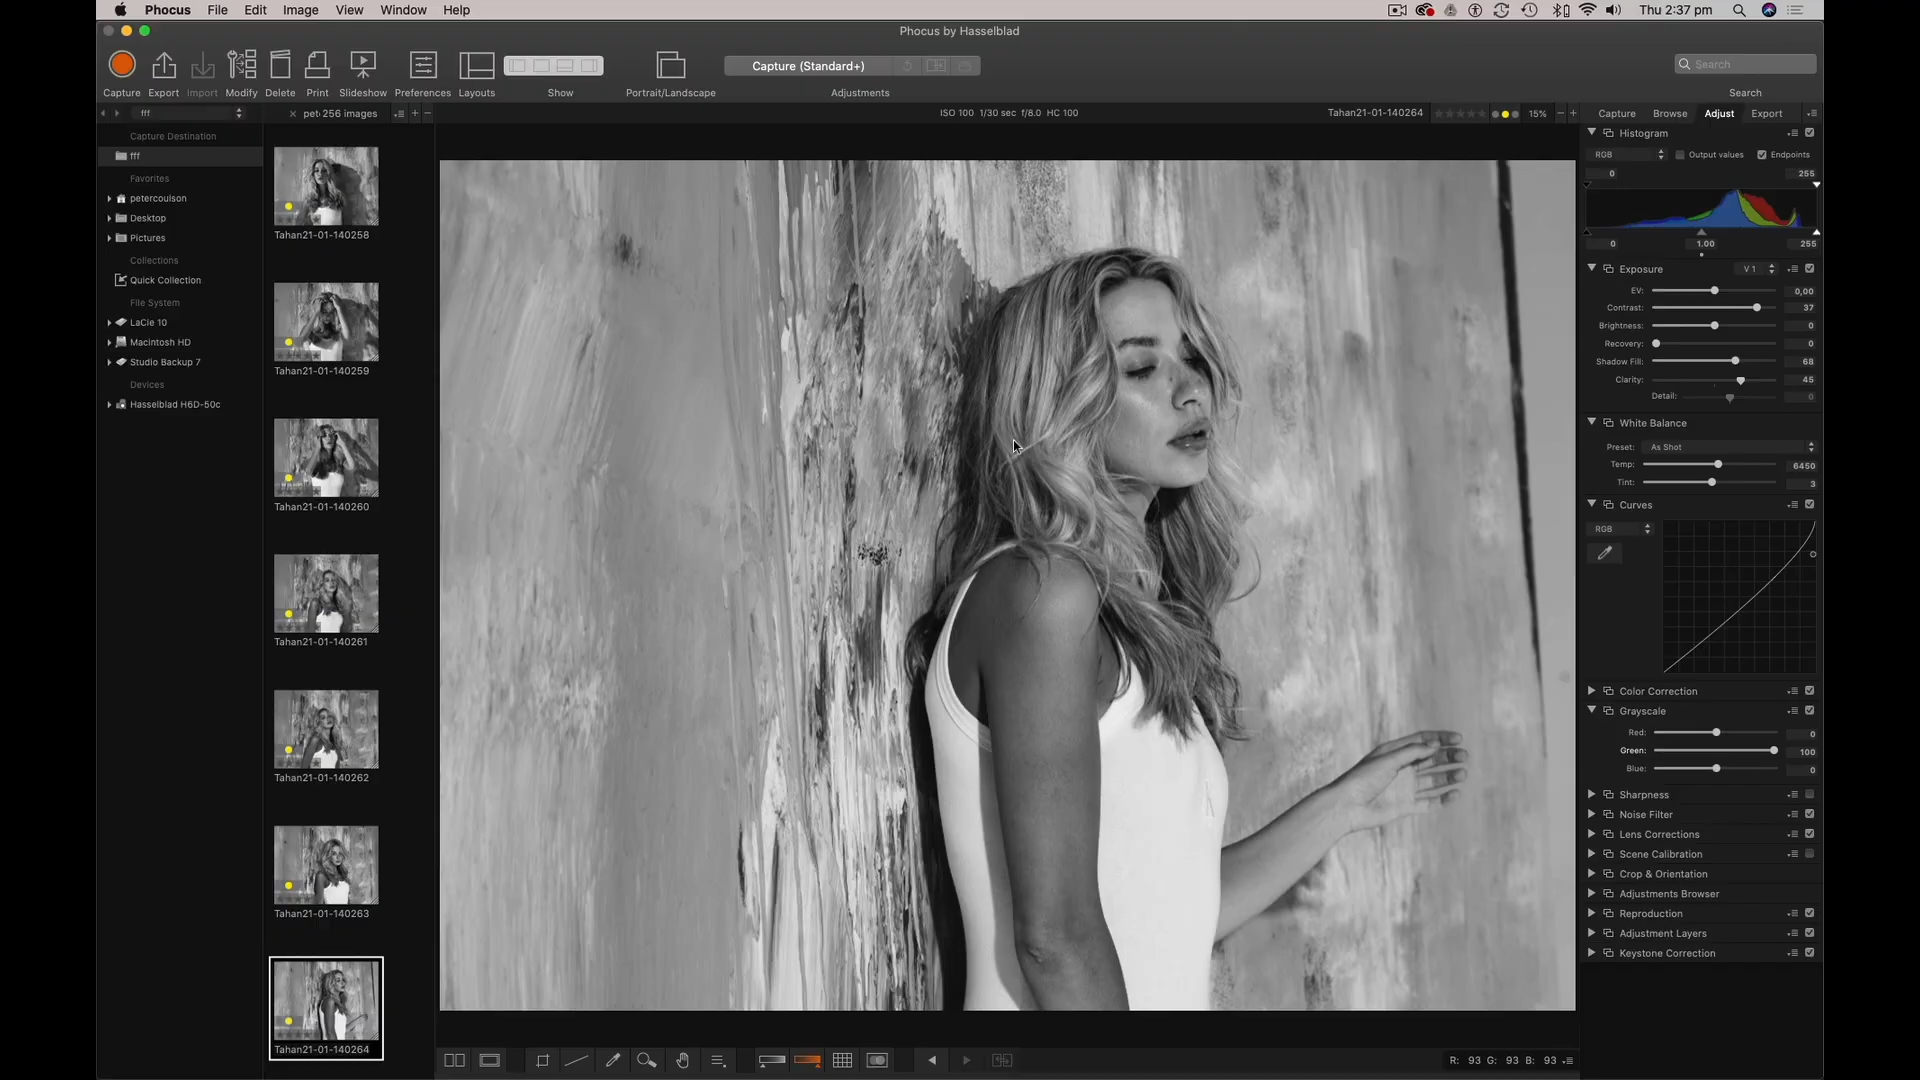 Phocus File Edit Image View Window Help
Thu 2:37 pm
Phocus by Hasselblad
Capture Export Import Modify Delete Print Slideshow Preferences Layouts Show Portrait/Landscape
Capture (Standard+)
Adjustments
Search
Search
fff
256 images
ISO 100 1/30 sec f/8.0 HC 100
Tahan21-01-140264
15%
Capture Browse Adjust Export
Capture Destination
fff
Favorites
petercoulson
Desktop
Pictures
Collections
Quick Collection
File System
LaCie 10
Macintosh HD
Studio Backup 7
Devices
Hasselblad H6D-50c
Tahan21-01-140258
Tahan21-01-140259
Tahan21-01-140260
Tahan21-01-140261
Tahan21-01-140262
Tahan21-01-140263
Tahan21-01-140264
Histogram
RGB Output values Endpoints
0 255
0 1.00 255
Exposure V 1
EV: 0,00
Contrast: 37
Brightness: 0
Recovery: 0
Shadow Fill: 68
Clarity: 45
Detail: 0
White Balance
Preset: As Shot
Temp: 6450
Tint: 3
Curves
RGB
Color Correction
Grayscale
Red: 0
Green: 100
Blue: 0
Sharpness
Noise Filter
Lens Corrections
Scene Calibration
Crop & Orientation
Adjustments Browser
Reproduction
Adjustment Layers
Keystone Correction
R: 93 G: 93 B: 93